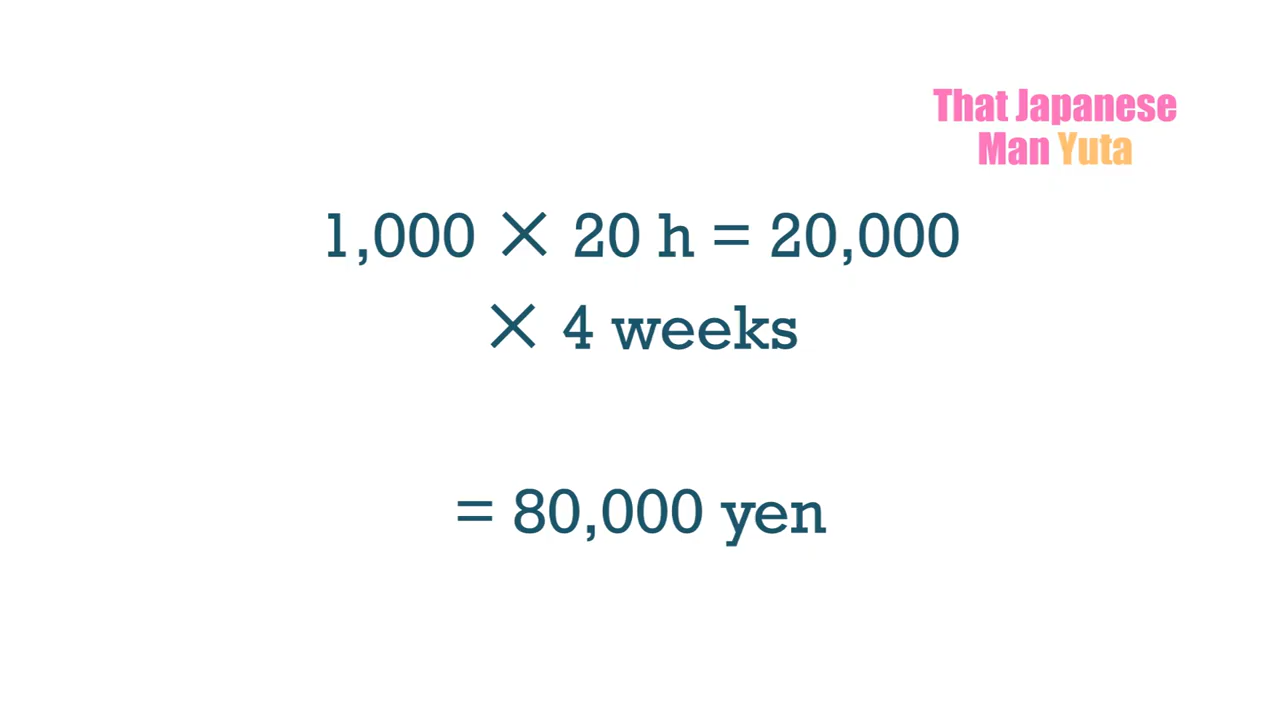 That Japanese
Man Yuta
1,000 × 20 h = 20,000
× 4 weeks
= 80,000 yen